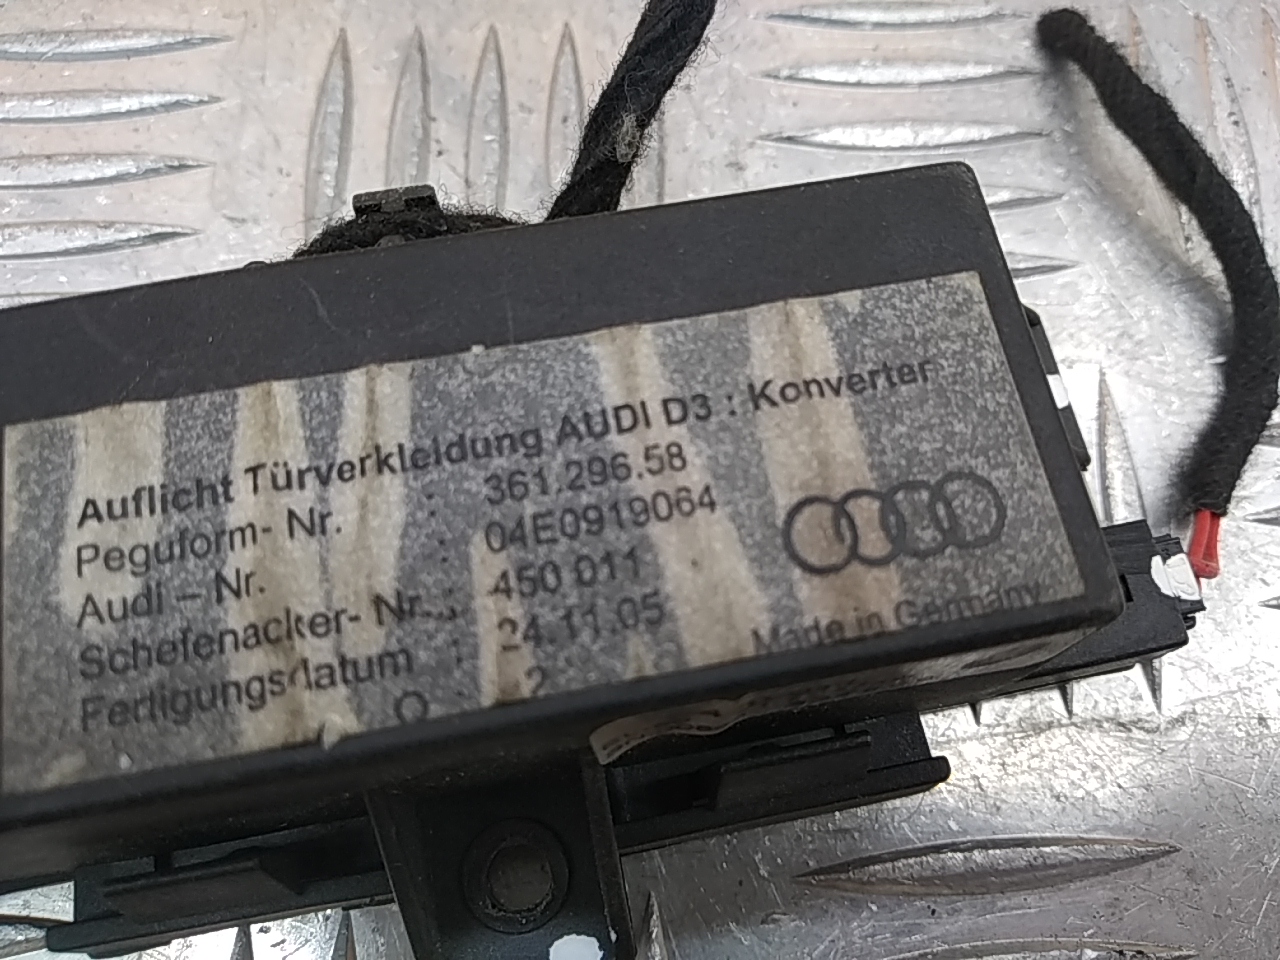 Auflicht Türverkleidung AUDI D3 : Konverter
Peguform- Nr. : 361.296.58
Audi – Nr. : 04E0919064
Schefenacker- Nr. : 450 011
Fertigungsdatum : 24.11.05
Made in Germany